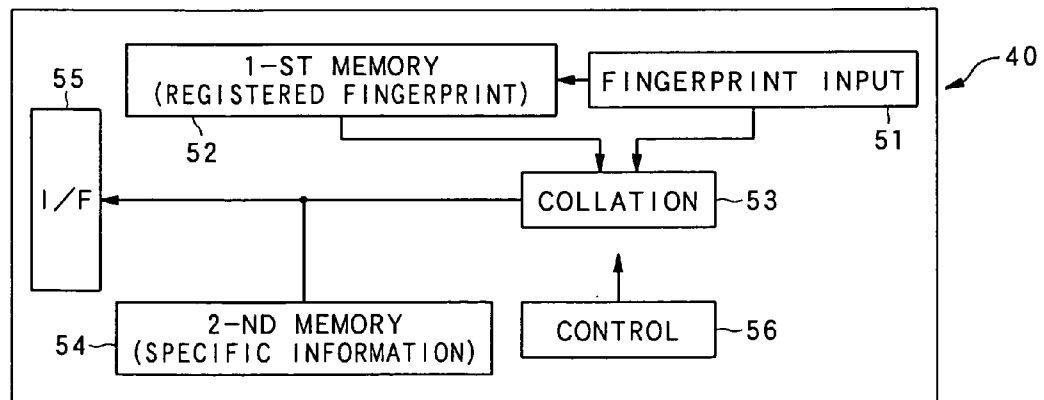 40
1-ST MEMORY
(REGISTERED FINGERPRINT)
52
FINGERPRINT INPUT
51
55
I/F
COLLATION
53
2-ND MEMORY
(SPECIFIC INFORMATION)
54
CONTROL
56